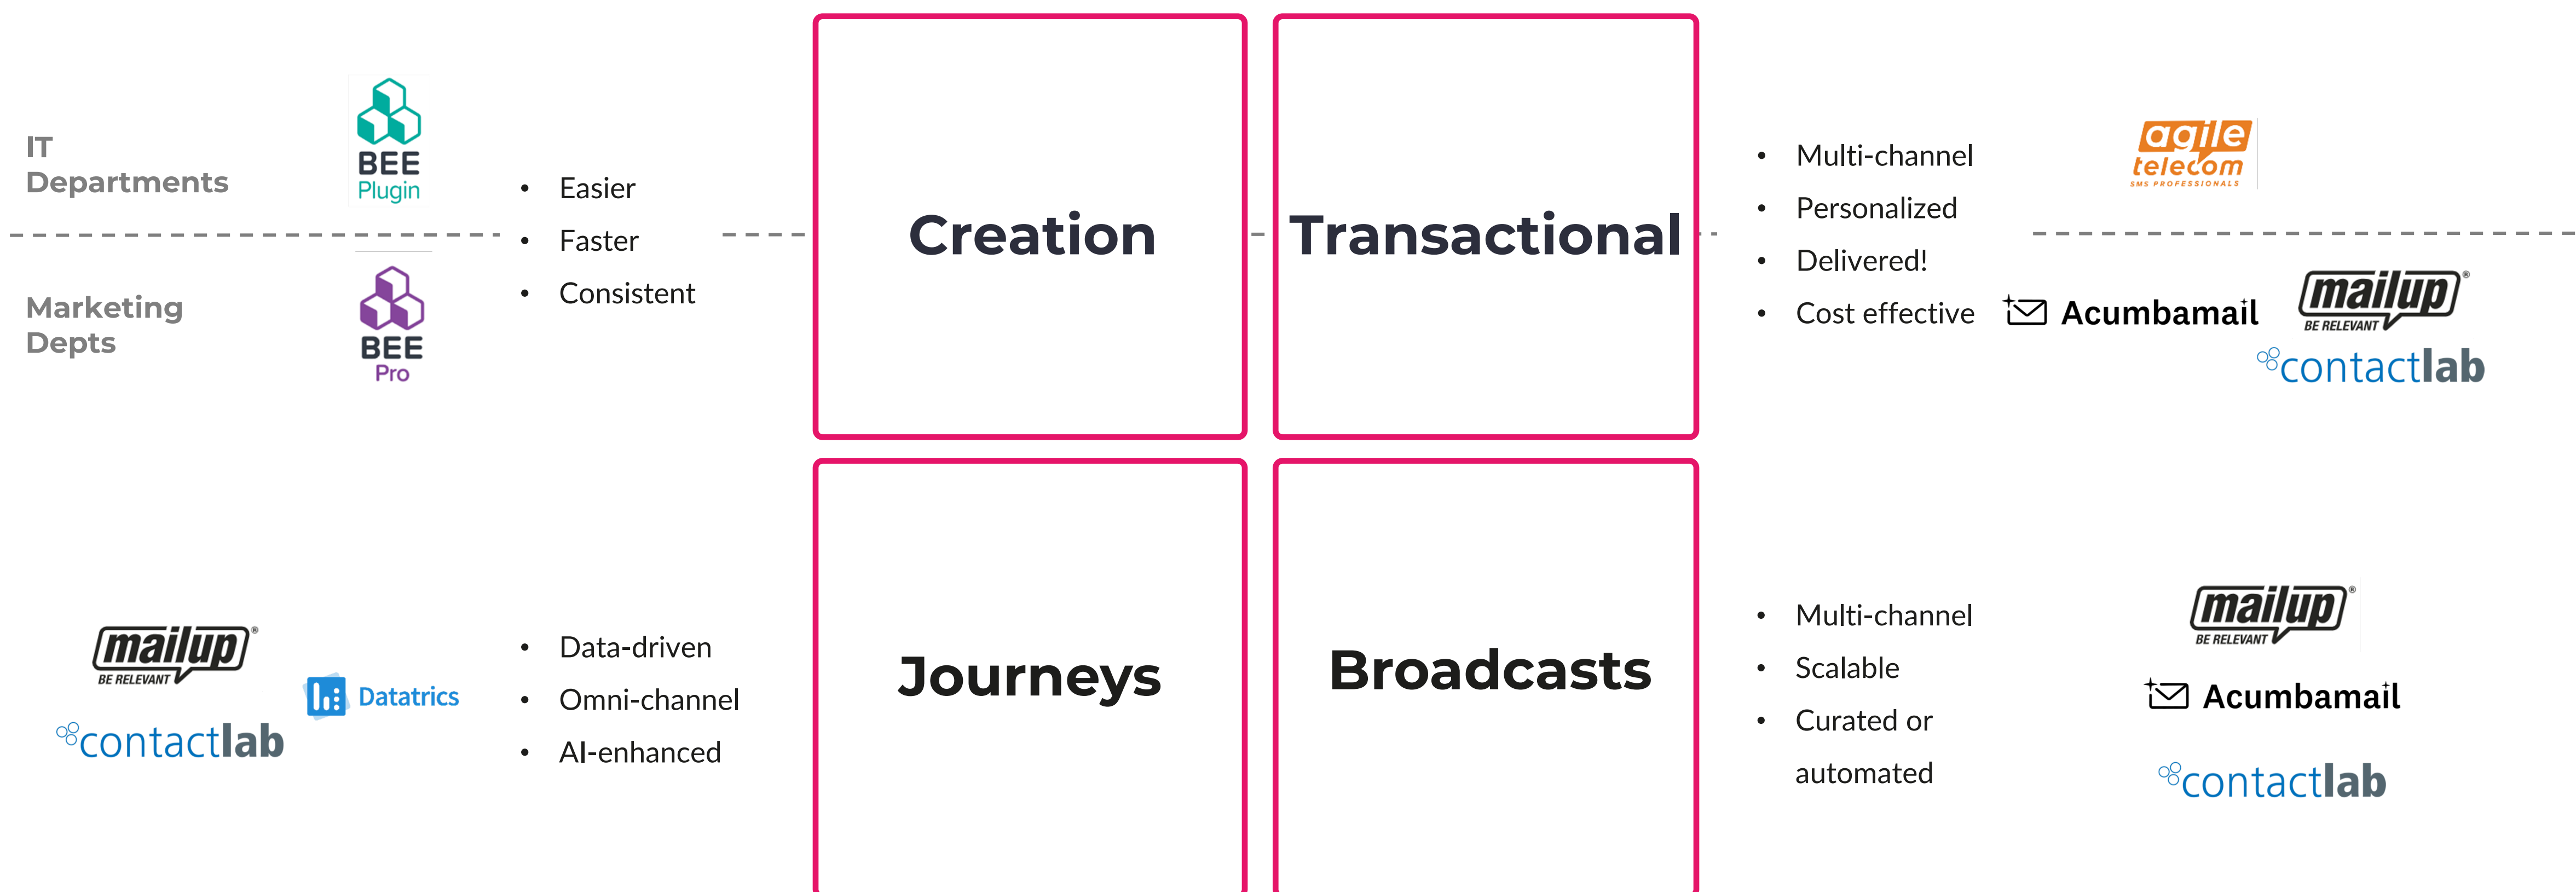 IT
Departments
BEE
Plugin
• Easier
• Faster
• Consistent
Marketing
Depts
BEE
Pro
Creation
Transactional
• Multi-channel
• Personalized
• Delivered!
• Cost effective
agile
telecom
SMS PROFESSIONALS
Acumbamail
mailup®
BE RELEVANT
contactlab
mailup®
BE RELEVANT
Datatrics
contactlab
• Data-driven
• Omni-channel
• AI-enhanced
Journeys
Broadcasts
• Multi-channel
• Scalable
• Curated or
automated
mailup®
BE RELEVANT
Acumbamail
contactlab